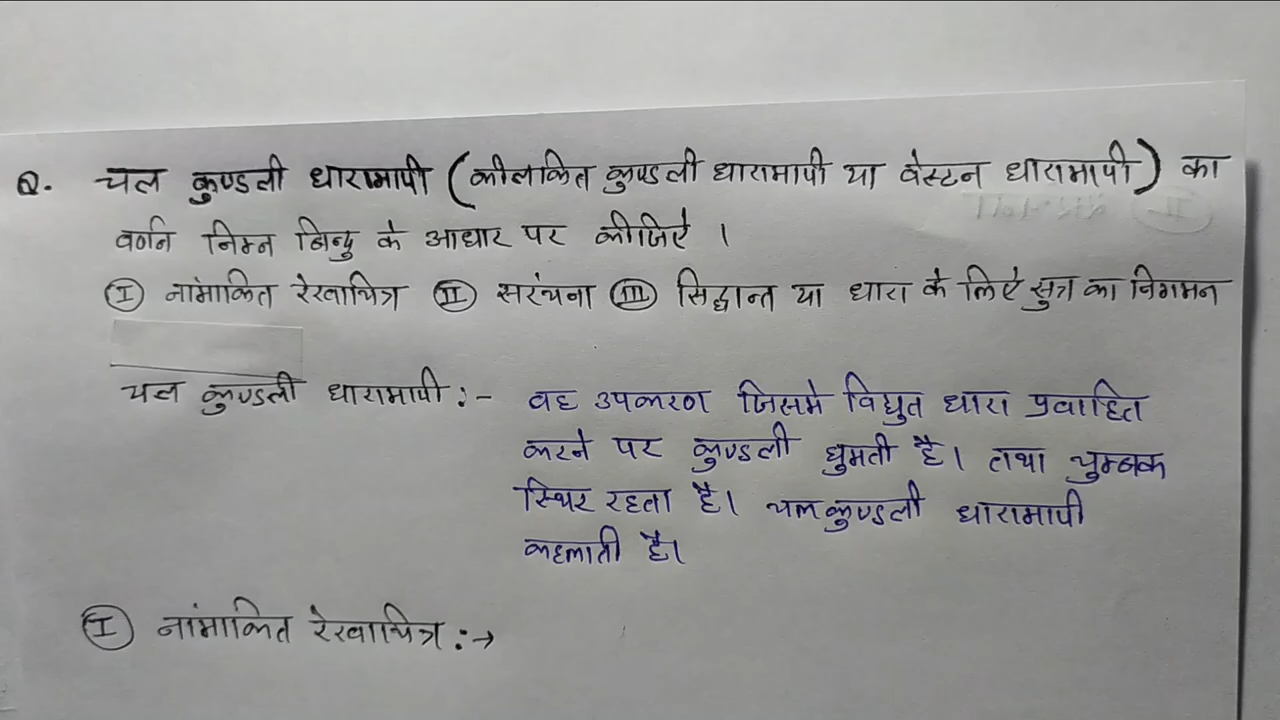 Q. चल कुण्डली धारामापी (कीलकित कुण्डली धारामापी या वेस्टन धारामापी) का
वर्णन निम्न बिन्दु के आधार पर कीजिऐ ।
(I) नांमाकित रेखाचित्र (II) सरंचना (III) सिद्धान्त या धारा के लिऐ सुत्र का निगमन
चल कुण्डली धारामापी :- वह उपकरण जिसमे विद्युत धारा प्रवाहित
करने पर कुण्डली घुमती है। तथा चुम्बक
स्थिर रहता है। चलकुण्डली धारामापी
कहलाती है।
(I) नांमाकित रेखाचित्र :→